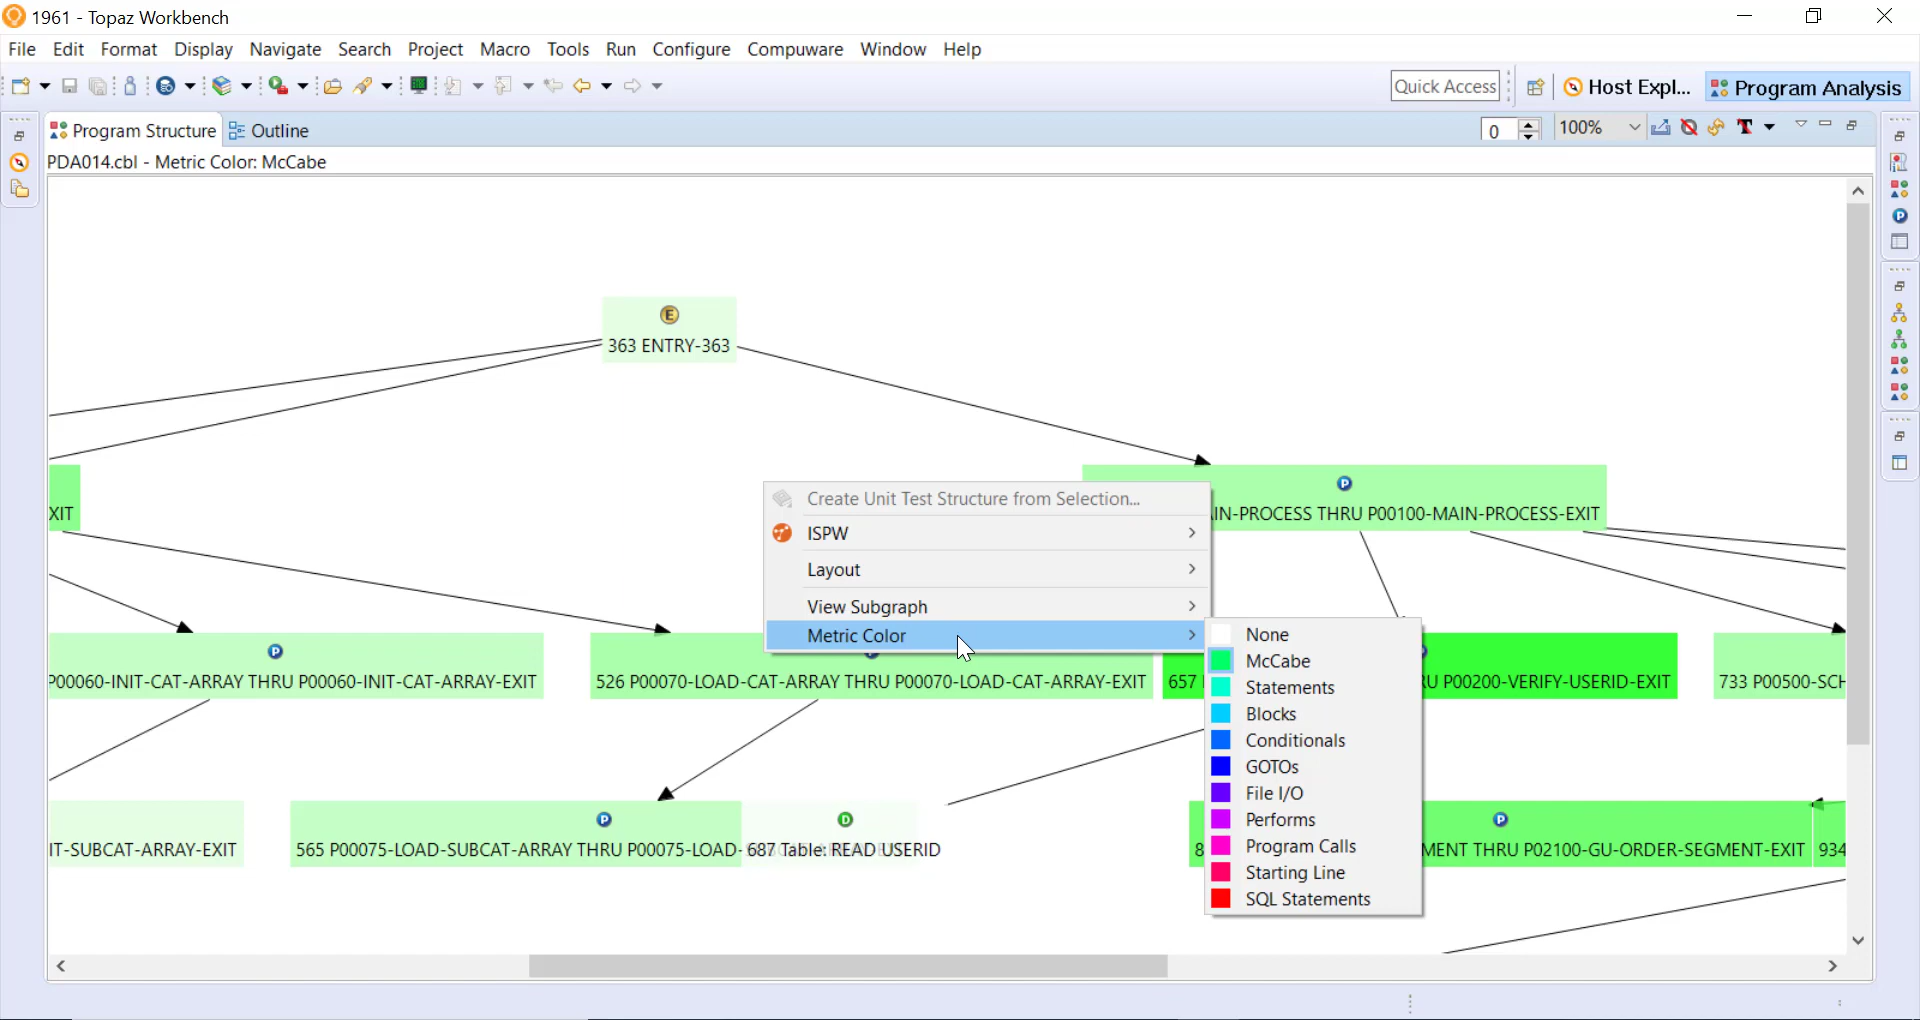 1961 - Topaz Workbench
File Edit Format Display Navigate Search Project Macro Tools Run Configure Compuware Window Help
Quick Access Host Expl... Program Analysis
Program Structure Outline 0 100%
PDA014.cbl - Metric Color: McCabe
E
363 ENTRY-363
P
XIT
IN-PROCESS THRU P00100-MAIN-PROCESS-EXIT
Create Unit Test Structure from Selection...
ISPW
Layout
View Subgraph
Metric Color
None
McCabe
Statements
Blocks
Conditionals
GOTOs
File I/O
Performs
Program Calls
Starting Line
SQL Statements
P
P00060-INIT-CAT-ARRAY THRU P00060-INIT-CAT-ARRAY-EXIT
526 P00070-LOAD-CAT-ARRAY THRU P00070-LOAD-CAT-ARRAY-EXIT
657
RU P00200-VERIFY-USERID-EXIT
733 P00500-SCH
IT-SUBCAT-ARRAY-EXIT
P
565 P00075-LOAD-SUBCAT-ARRAY THRU P00075-LOAD-
D
687 Table: READ USERID
8
P
MENT THRU P02100-GU-ORDER-SEGMENT-EXIT
934